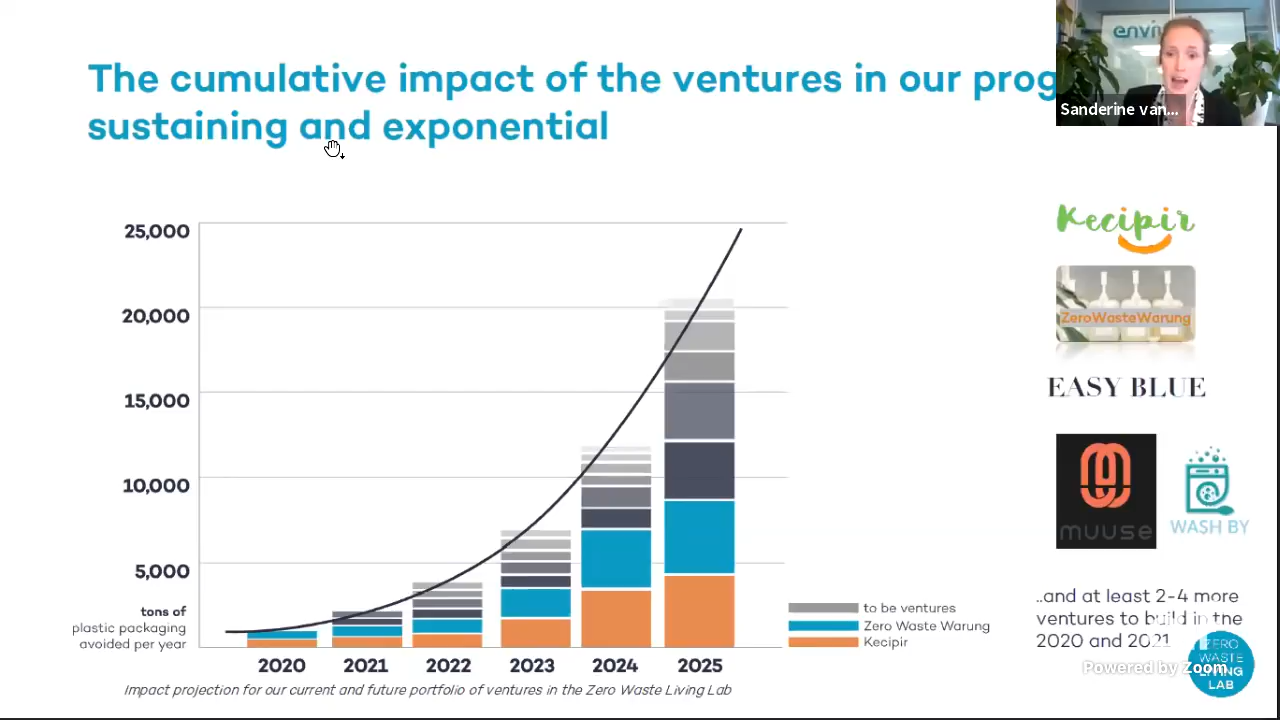 The cumulative impact of the ventures in our prog
sustaining and exponential
envi
Sanderine van...
25,000
20,000
15,000
10,000
5,000
tons of
plastic packaging
avoided per year
2020
2021
2022
2023
2024
2025
to be ventures
Zero Waste Warung
Kecipir
Impact projection for our current and future portfolio of ventures in the Zero Waste Living Lab
Kecipir
ZeroWasteWarung
EASY BLUE
muuse
WASH BY
..and at least 2-4 more
ventures to build in the
2020 and 2021
Powered by Zoom
ZERO
WASTE
LIVING
LAB